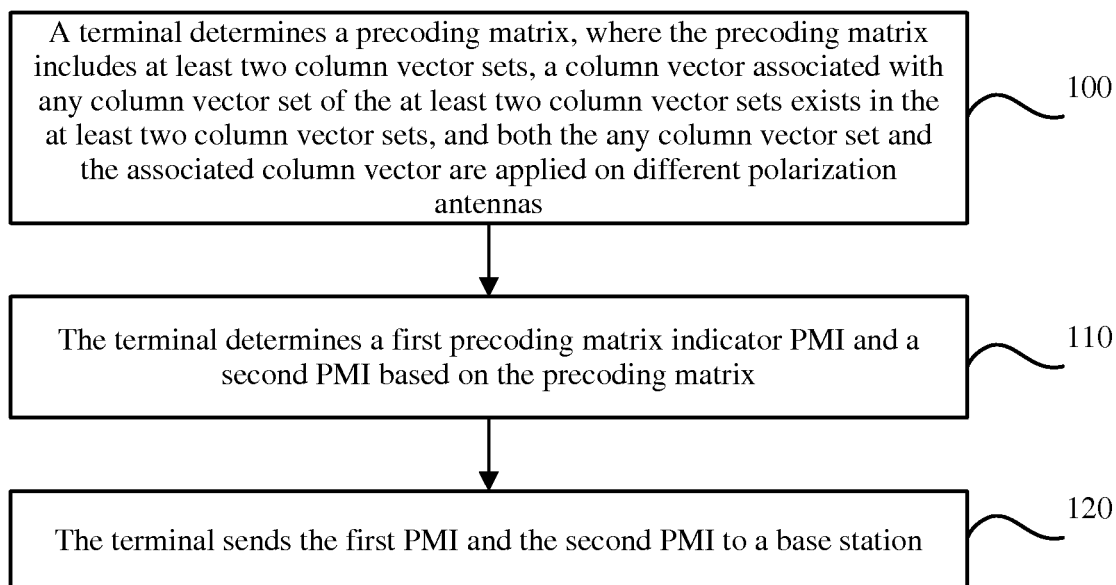 A terminal determines a precoding matrix, where the precoding matrix
includes at least two column vector sets, a column vector associated with
any column vector set of the at least two column vector sets exists in the
at least two column vector sets, and both the any column vector set and
the associated column vector are applied on different polarization
antennas
100
The terminal determines a first precoding matrix indicator PMI and a
second PMI based on the precoding matrix
110
The terminal sends the first PMI and the second PMI to a base station
120